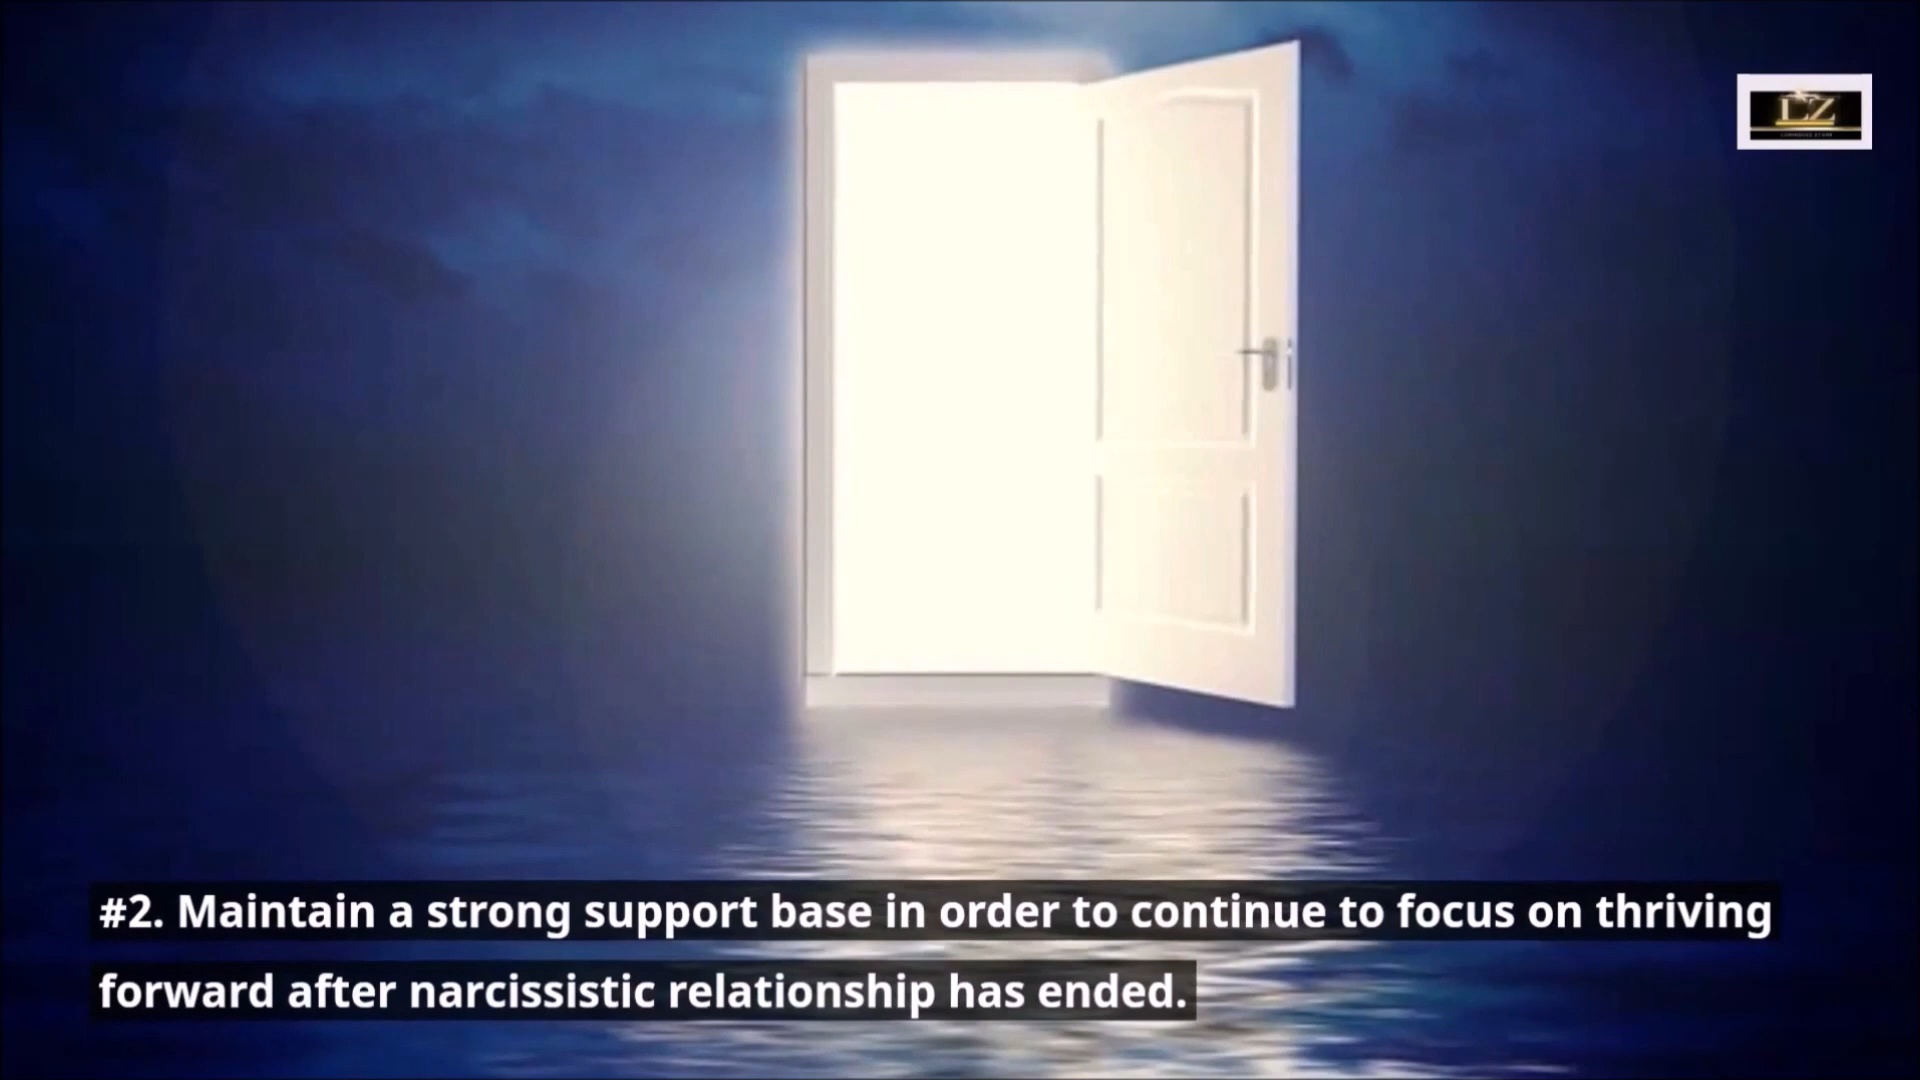 LZ
#2. Maintain a strong support base in order to continue to focus on thriving
forward after narcissistic relationship has ended.